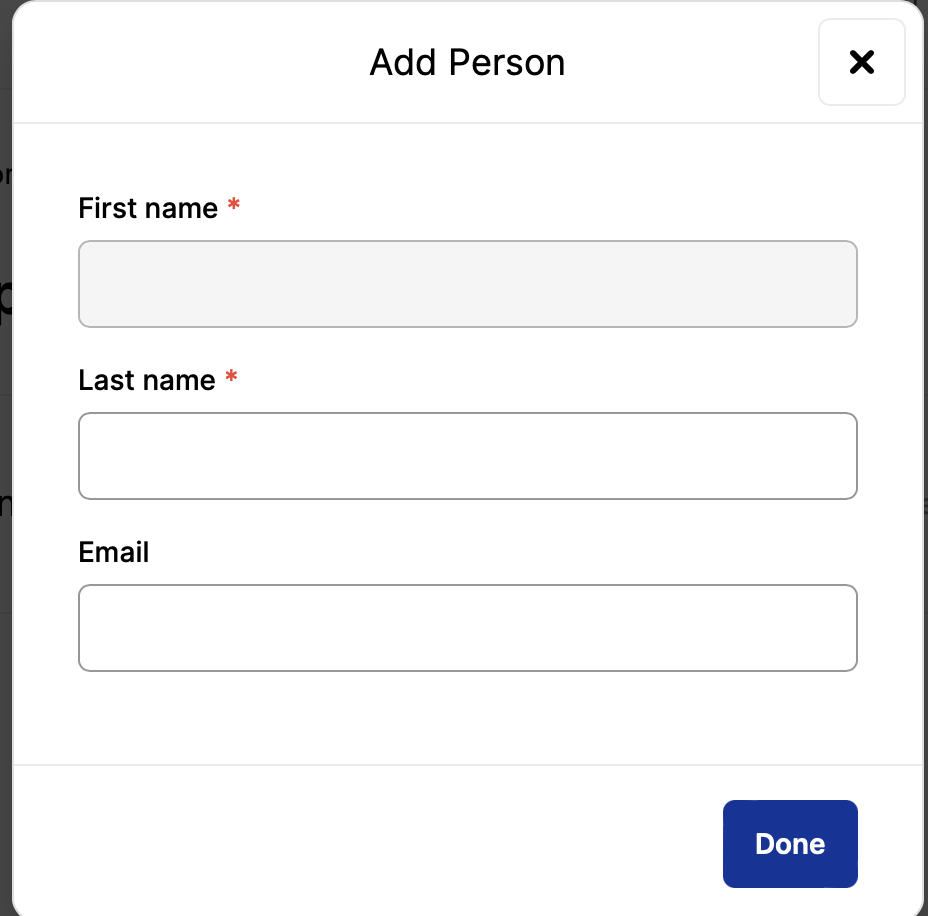 Add Person
First name *
Last name *
Email
Done